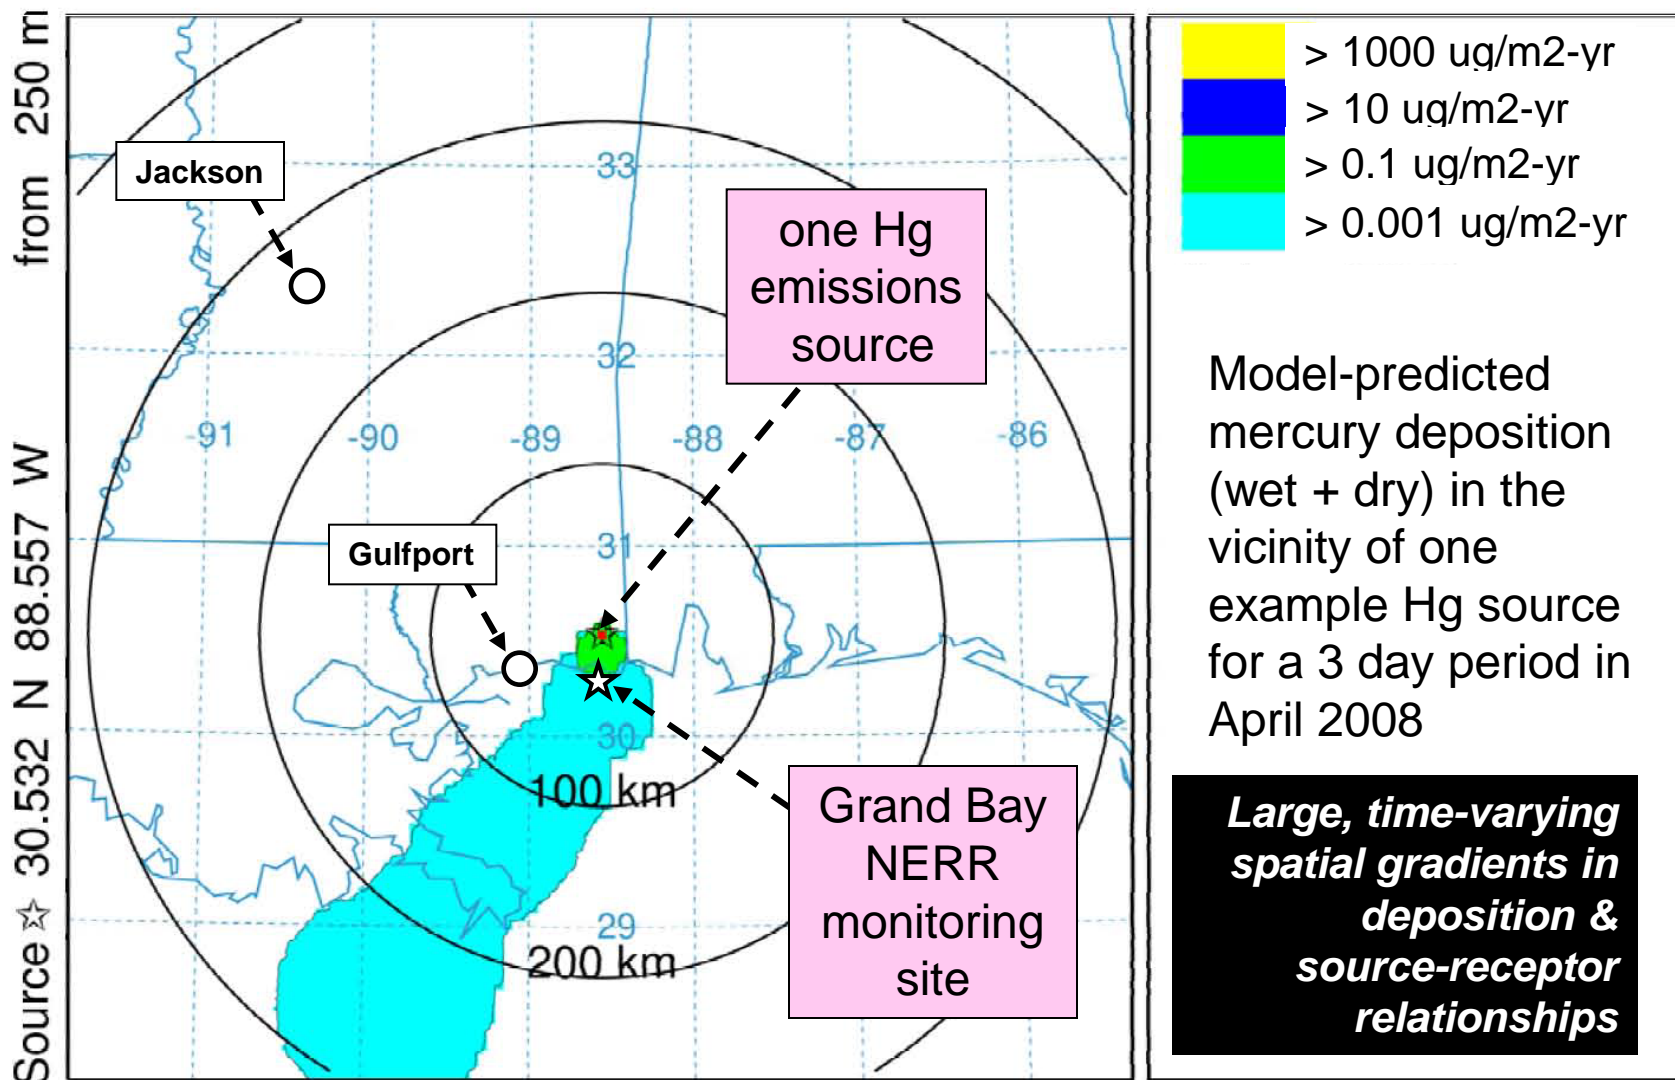 Source ☆ 30.532 N 88.557 W from 250 m
Jackson
33
one Hg
emissions
source
32
-91
-90
-89
-88
-87
-86
Gulfport
31
30
100 km
Grand Bay
NERR
monitoring
site
29
200 km
> 1000 ug/m2-yr
> 10 ug/m2-yr
> 0.1 ug/m2-yr
> 0.001 ug/m2-yr
Model-predicted
mercury deposition
(wet + dry) in the
vicinity of one
example Hg source
for a 3 day period in
April 2008
Large, time-varying
spatial gradients in
deposition &
source-receptor
relationships